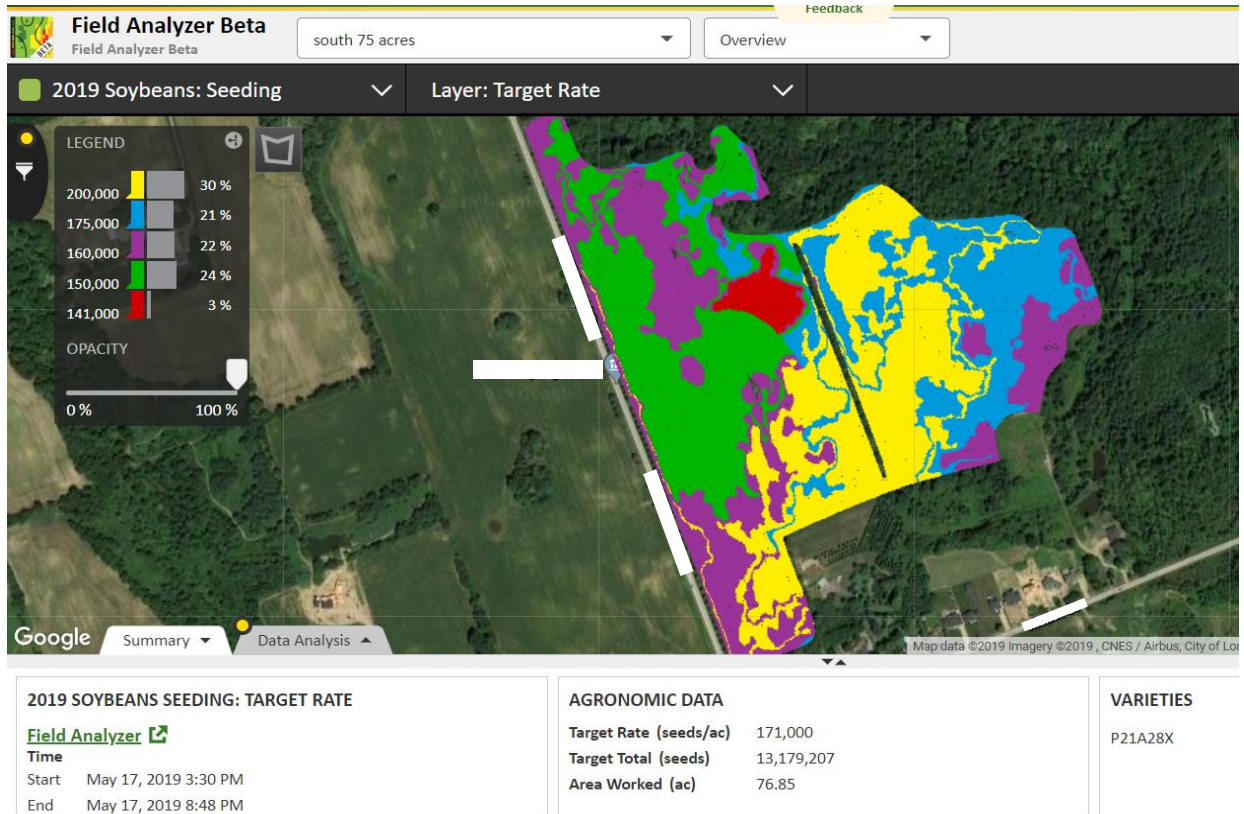 Feedback
Field Analyzer Beta
Field Analyzer Beta
south 75 acres
Overview
BETA
2019 Soybeans: Seeding
Layer: Target Rate
LEGEND
200,000 30 %
175,000 21 %
160,000 22 %
150,000 24 %
141,000 3 %
OPACITY
0 % 100 %
Google
Summary
Data Analysis
Map data ©2019 Imagery ©2019 , CNES / Airbus, City of Lon
2019 SOYBEANS SEEDING: TARGET RATE
Field Analyzer
Time
Start May 17, 2019 3:30 PM
End May 17, 2019 8:48 PM
AGRONOMIC DATA
Target Rate (seeds/ac) 171,000
Target Total (seeds) 13,179,207
Area Worked (ac) 76.85
VARIETIES
P21A28X